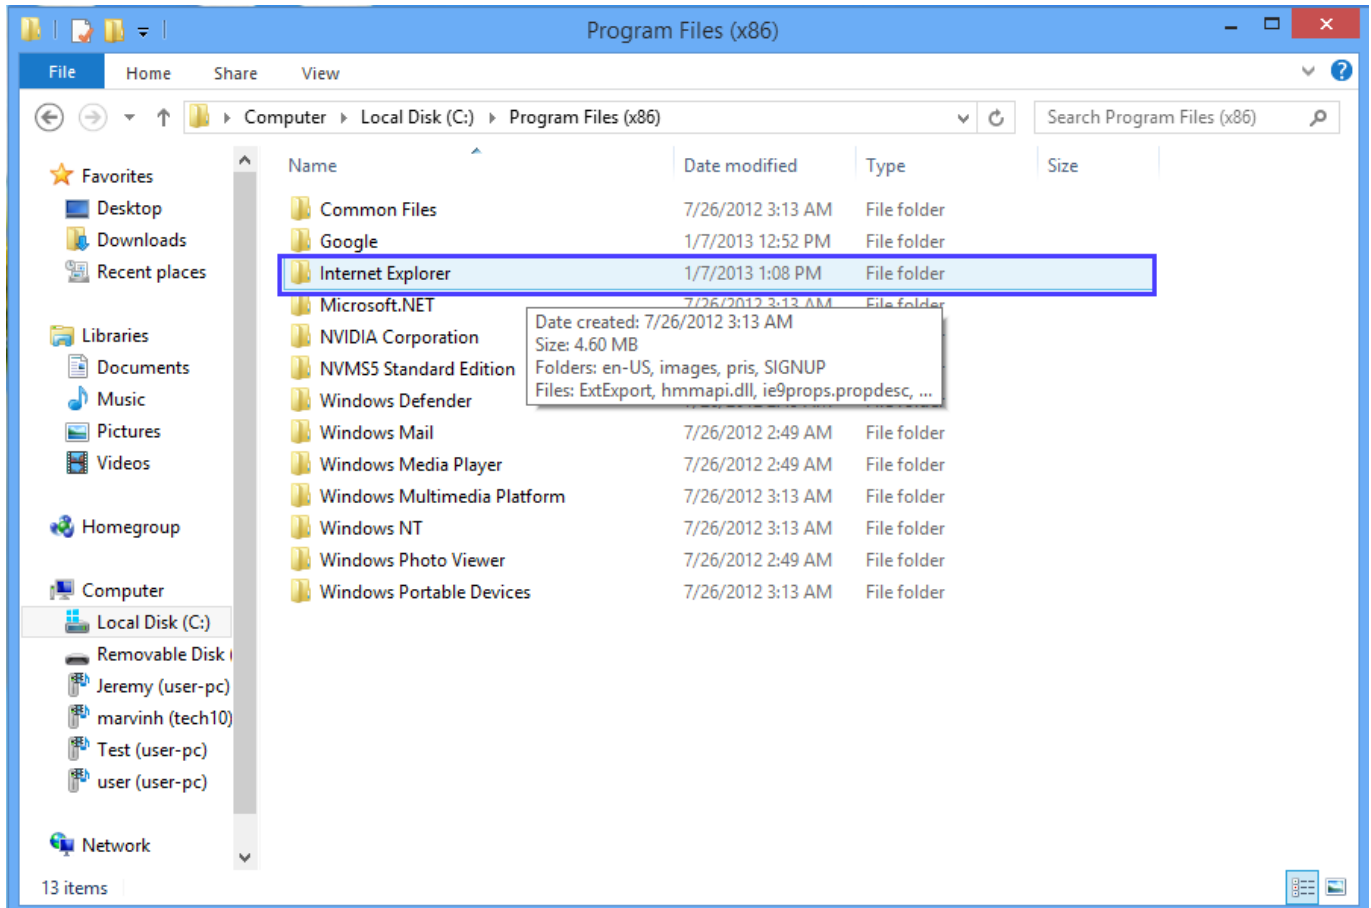 Program Files (x86)
File Home Share View
Computer Local Disk (C:) Program Files (x86) Search Program Files (x86)
Name Date modified Type Size
Favorites
Desktop
Downloads
Recent places
Libraries
Documents
Music
Pictures
Videos
Homegroup
Computer
Local Disk (C:)
Removable Disk (
Jeremy (user-pc)
marvinh (tech10)
Test (user-pc)
user (user-pc)
Network
Common Files 7/26/2012 3:13 AM File folder
Google 1/7/2013 12:52 PM File folder
Internet Explorer 1/7/2013 1:08 PM File folder
Microsoft.NET 7/26/2012 3:13 AM File folder
NVIDIA Corporation
NVMS5 Standard Edition
Windows Defender
Date created: 7/26/2012 3:13 AM
Size: 4.60 MB
Folders: en-US, images, pris, SIGNUP
Files: ExtExport, hmmapi.dll, ie9props.propdesc, ...
Windows Mail 7/26/2012 2:49 AM File folder
Windows Media Player 7/26/2012 2:49 AM File folder
Windows Multimedia Platform 7/26/2012 3:13 AM File folder
Windows NT 7/26/2012 3:13 AM File folder
Windows Photo Viewer 7/26/2012 2:49 AM File folder
Windows Portable Devices 7/26/2012 3:13 AM File folder
13 items